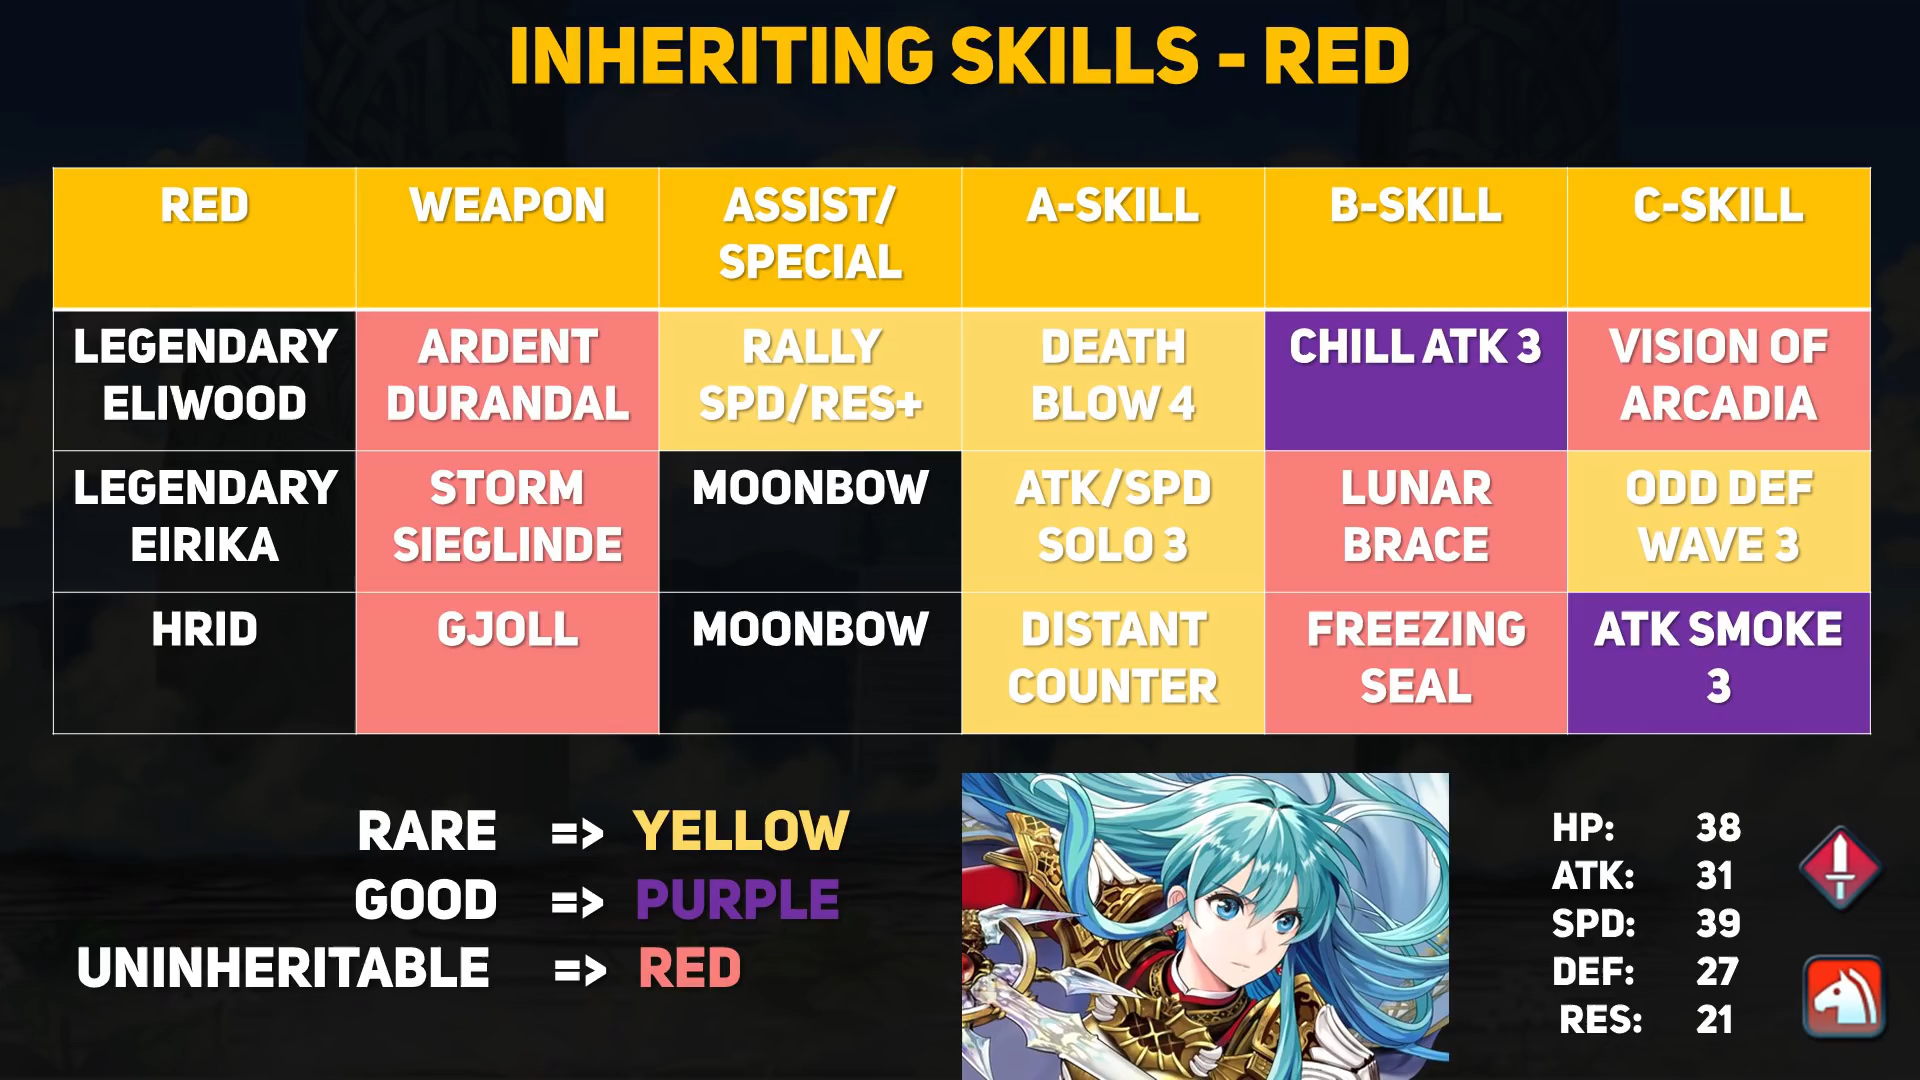 INHERITING SKILLS - RED
RED
WEAPON
ASSIST/
SPECIAL
A-SKILL
B-SKILL
C-SKILL
LEGENDARY
ELIWOOD
ARDENT
DURANDAL
RALLY
SPD/RES+
DEATH
BLOW 4
CHILL ATK 3
VISION OF
ARCADIA
LEGENDARY
EIRIKA
STORM
SIEGLINDE
MOONBOW
ATK/SPD
SOLO 3
LUNAR
BRACE
ODD DEF
WAVE 3
HRID
GJOLL
MOONBOW
DISTANT
COUNTER
FREEZING
SEAL
ATK SMOKE
3
RARE => YELLOW
GOOD => PURPLE
UNINHERITABLE => RED
HP: 38
ATK: 31
SPD: 39
DEF: 27
RES: 21